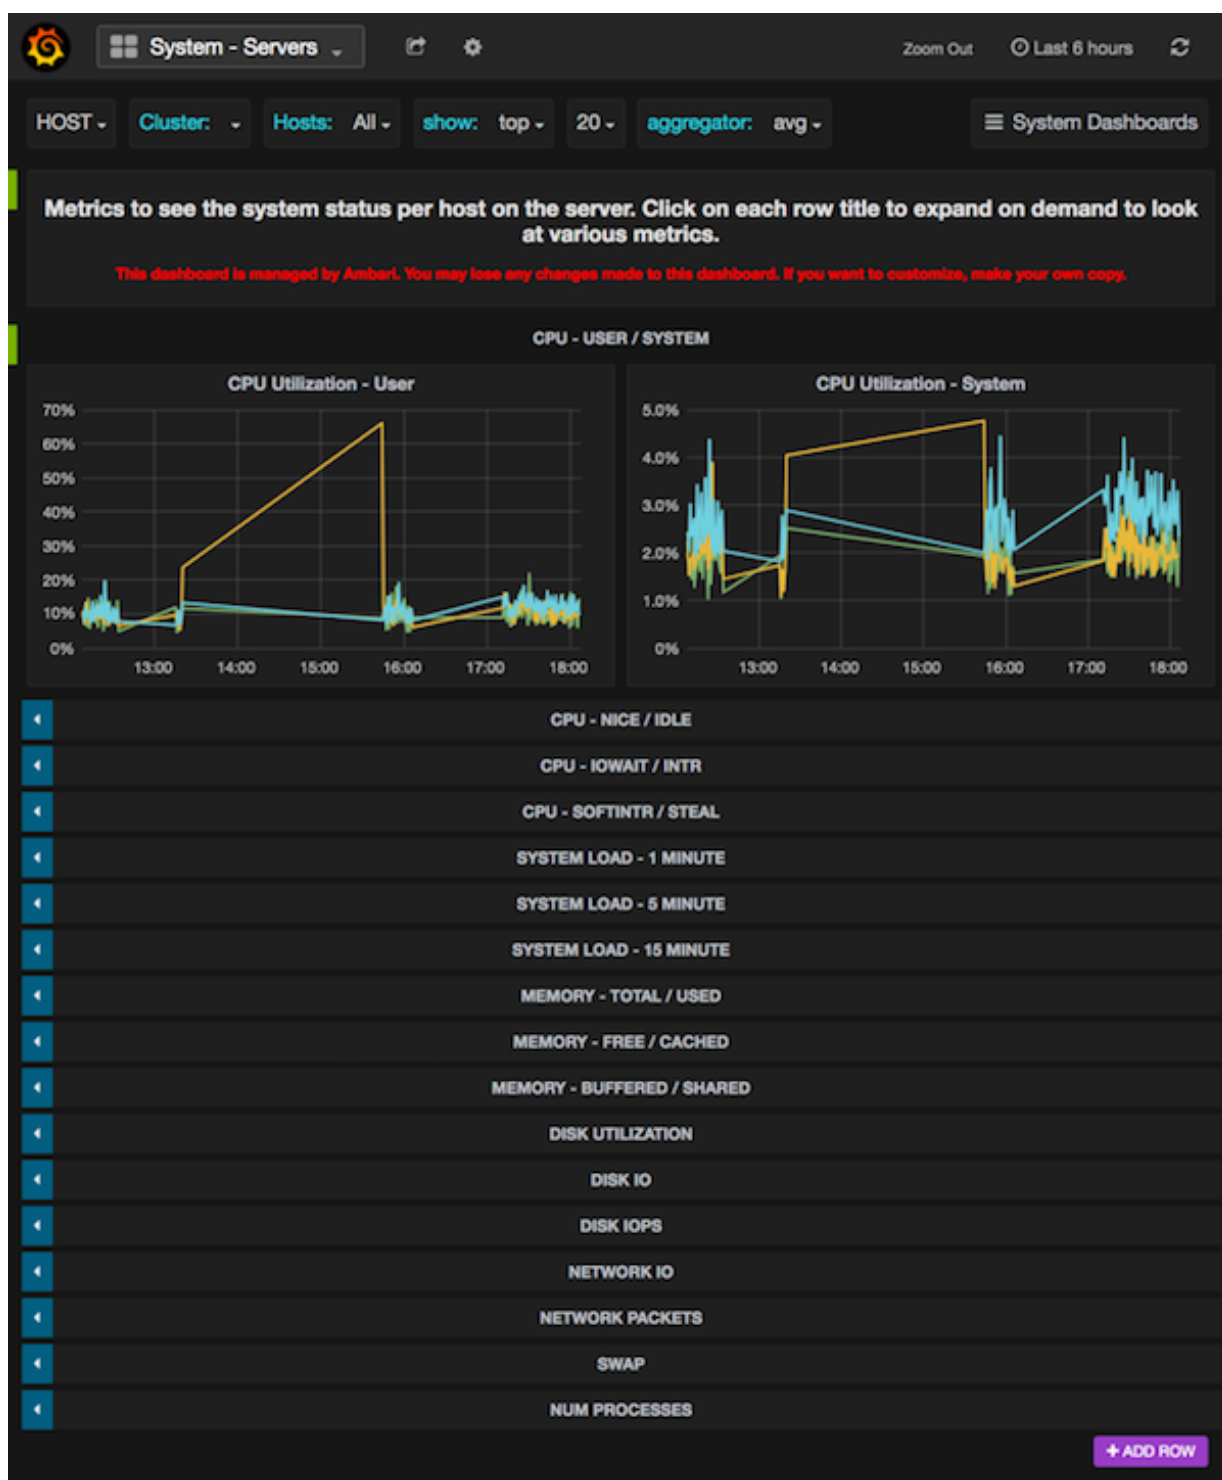 System - Servers
Zoom Out
Last 6 hours
HOST
Cluster:
Hosts: All
show: top
20
aggregator: avg
System Dashboards
Metrics to see the system status per host on the server. Click on each row title to expand on demand to look
at various metrics.
This dashboard is managed by Ambari. You may lose any changes made to this dashboard. If you want to customize, make your own copy.
CPU - USER / SYSTEM
CPU Utilization - User
70%
60%
50%
40%
30%
20%
10%
0%
13:00 14:00 15:00 16:00 17:00 18:00
CPU Utilization - System
5.0%
4.0%
3.0%
2.0%
1.0%
0%
13:00 14:00 15:00 16:00 17:00 18:00
CPU - NICE / IDLE
CPU - IOWAIT / INTR
CPU - SOFTINTR / STEAL
SYSTEM LOAD - 1 MINUTE
SYSTEM LOAD - 5 MINUTE
SYSTEM LOAD - 15 MINUTE
MEMORY - TOTAL / USED
MEMORY - FREE / CACHED
MEMORY - BUFFERED / SHARED
DISK UTILIZATION
DISK IO
DISK IOPS
NETWORK IO
NETWORK PACKETS
SWAP
NUM PROCESSES
+ ADD ROW